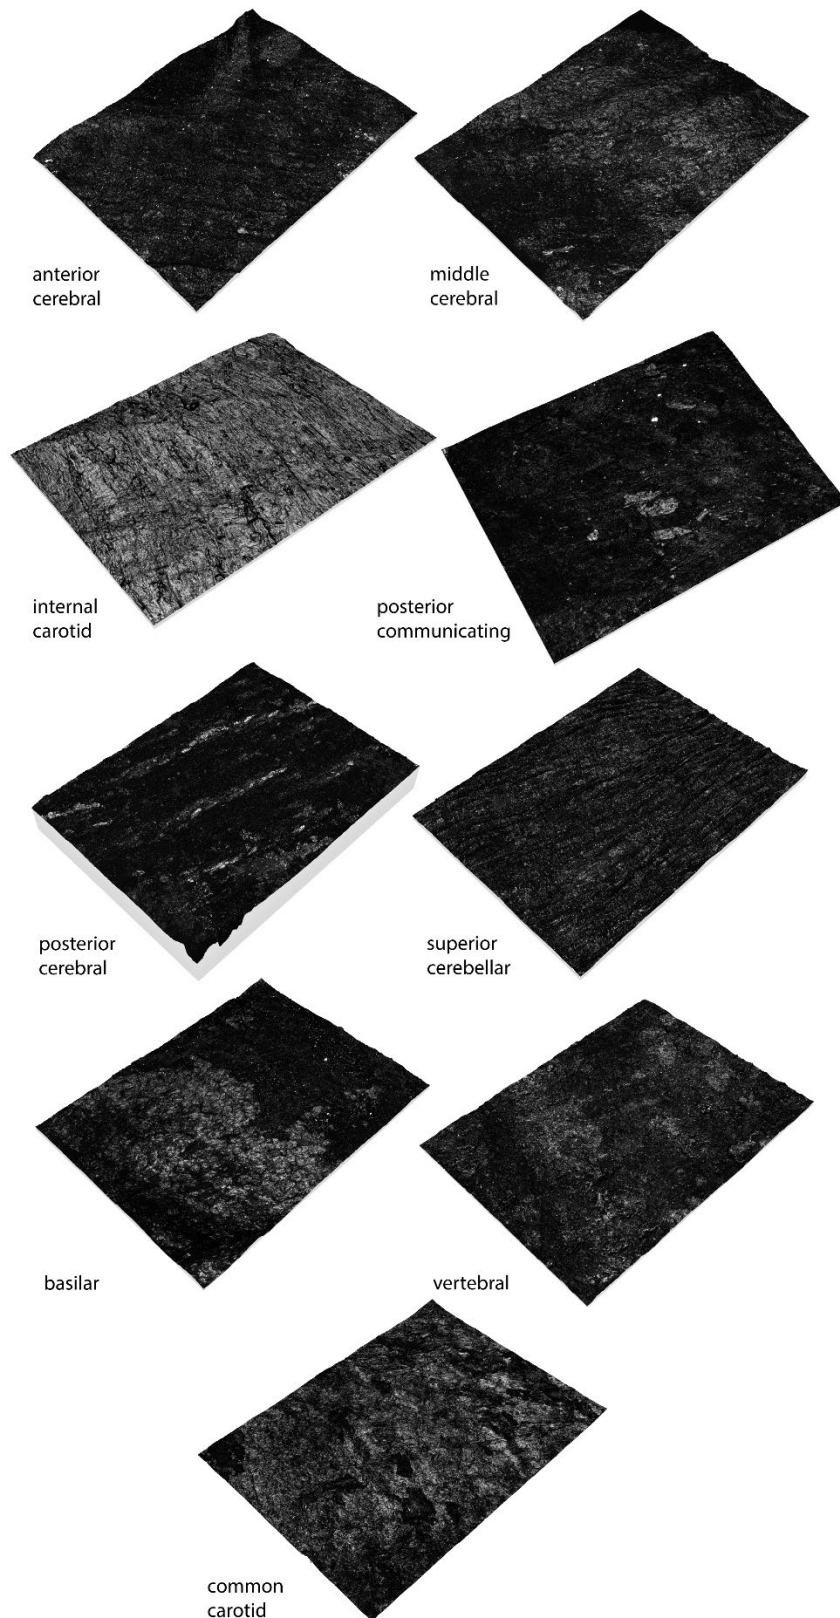 anterior
cerebral
middle
cerebral
internal
carotid
posterior
communicating
posterior
cerebral
superior
cerebellar
basilar
vertebral
common
carotid